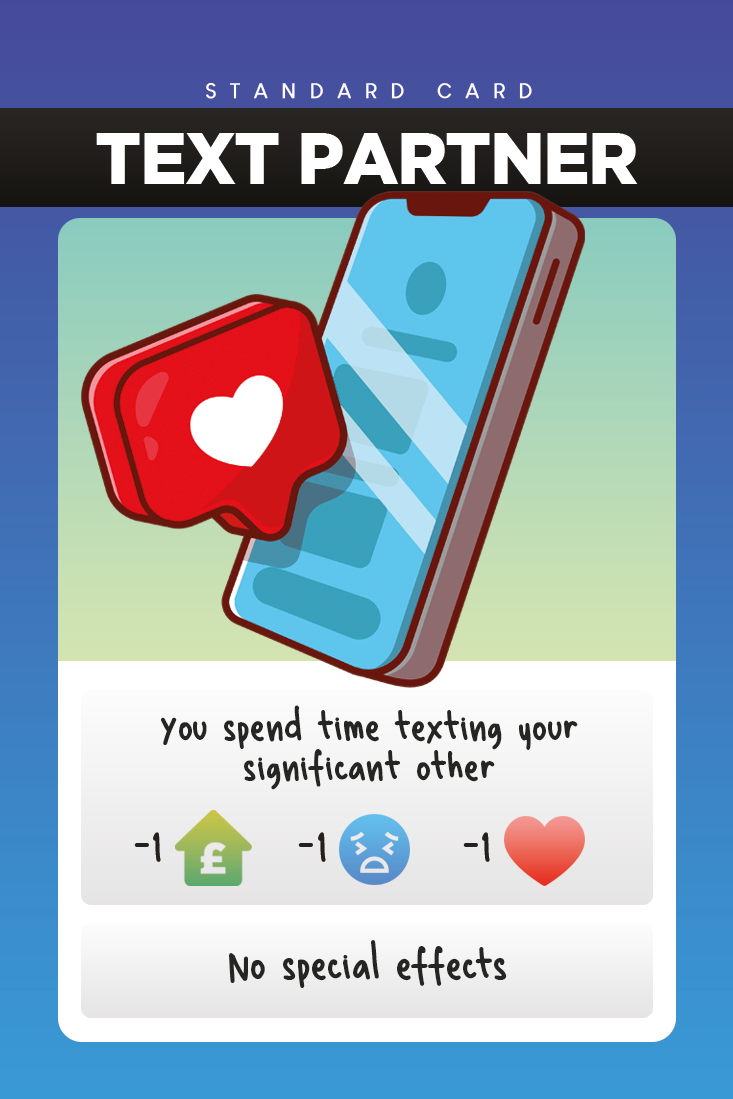 STANDARD CARD
TEXT PARTNER
You spend time texting your
significant other
-1 £ -1 -1
No special effects